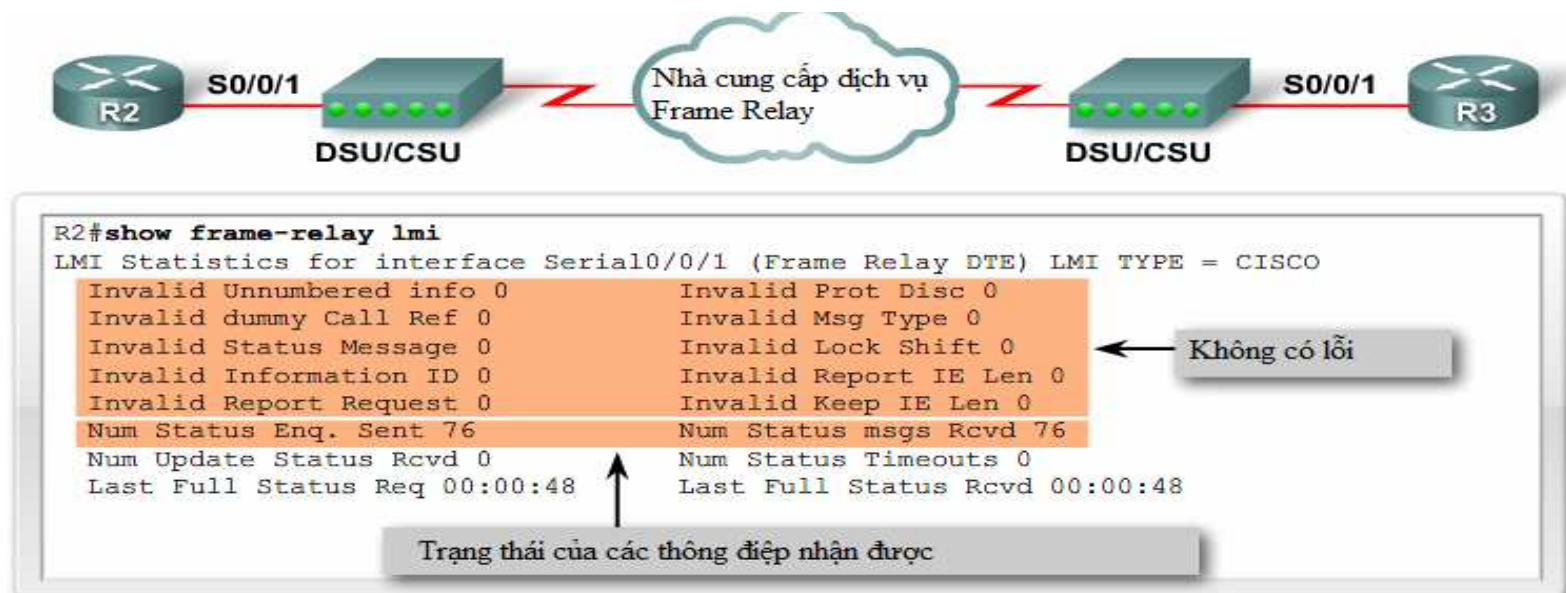 S0/0/1
R2
DSU/CSU
Nhà cung cấp dịch vụ
Frame Relay
DSU/CSU
S0/0/1
R3
R2#show frame-relay lmi
LMI Statistics for interface Serial0/0/1 (Frame Relay DTE) LMI TYPE = CISCO
Invalid Unnumbered info 0 Invalid Prot Disc 0
Invalid dummy Call Ref 0 Invalid Msg Type 0
Invalid Status Message 0 Invalid Lock Shift 0
Invalid Information ID 0 Invalid Report IE Len 0
Invalid Report Request 0 Invalid Keep IE Len 0
Num Status Enq. Sent 76 Num Status msgs Rcvd 76
Num Update Status Rcvd 0 Num Status Timeouts 0
Last Full Status Req 00:00:48 Last Full Status Rcvd 00:00:48
Không có lỗi
Trạng thái của các thông điệp nhận được